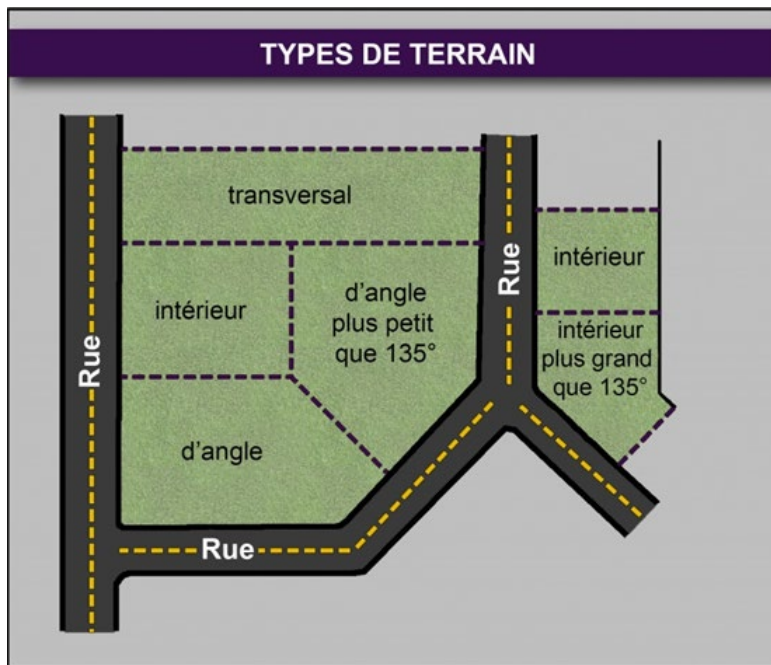 TYPES DE TERRAIN
transversal
intérieur
d'angle
plus petit
que 135°
d'angle
intérieur
intérieur
plus grand
que 135°
Rue
Rue
Rue